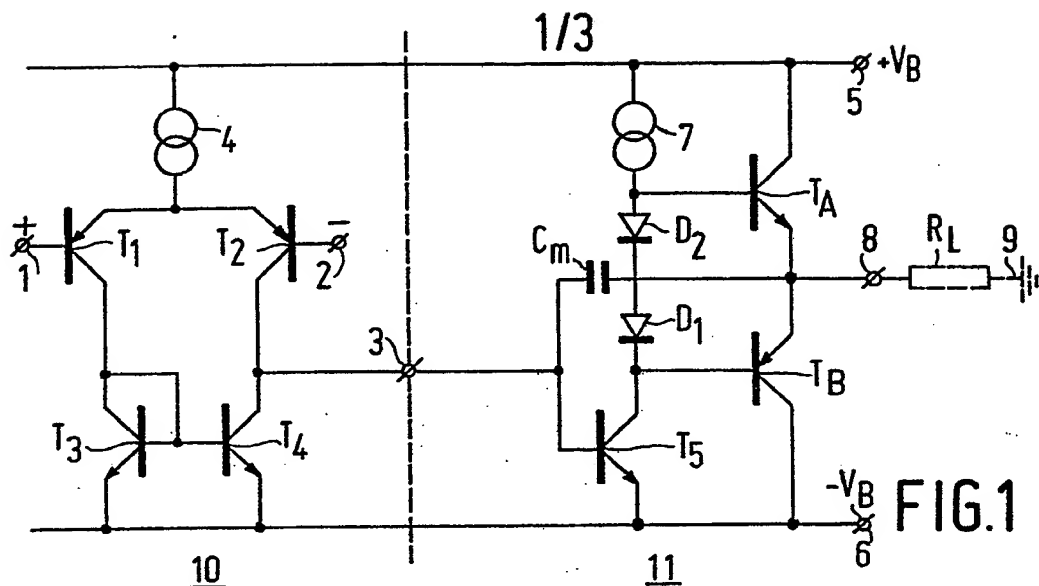 1/3
+V_B
5
4
7
T_A
+
T_1
T_2
−
1
2
D_2
C_m
8
R_L
9
D_1
3
T_B
T_3
T_4
T_5
-V_B
6
FIG.1
10
11